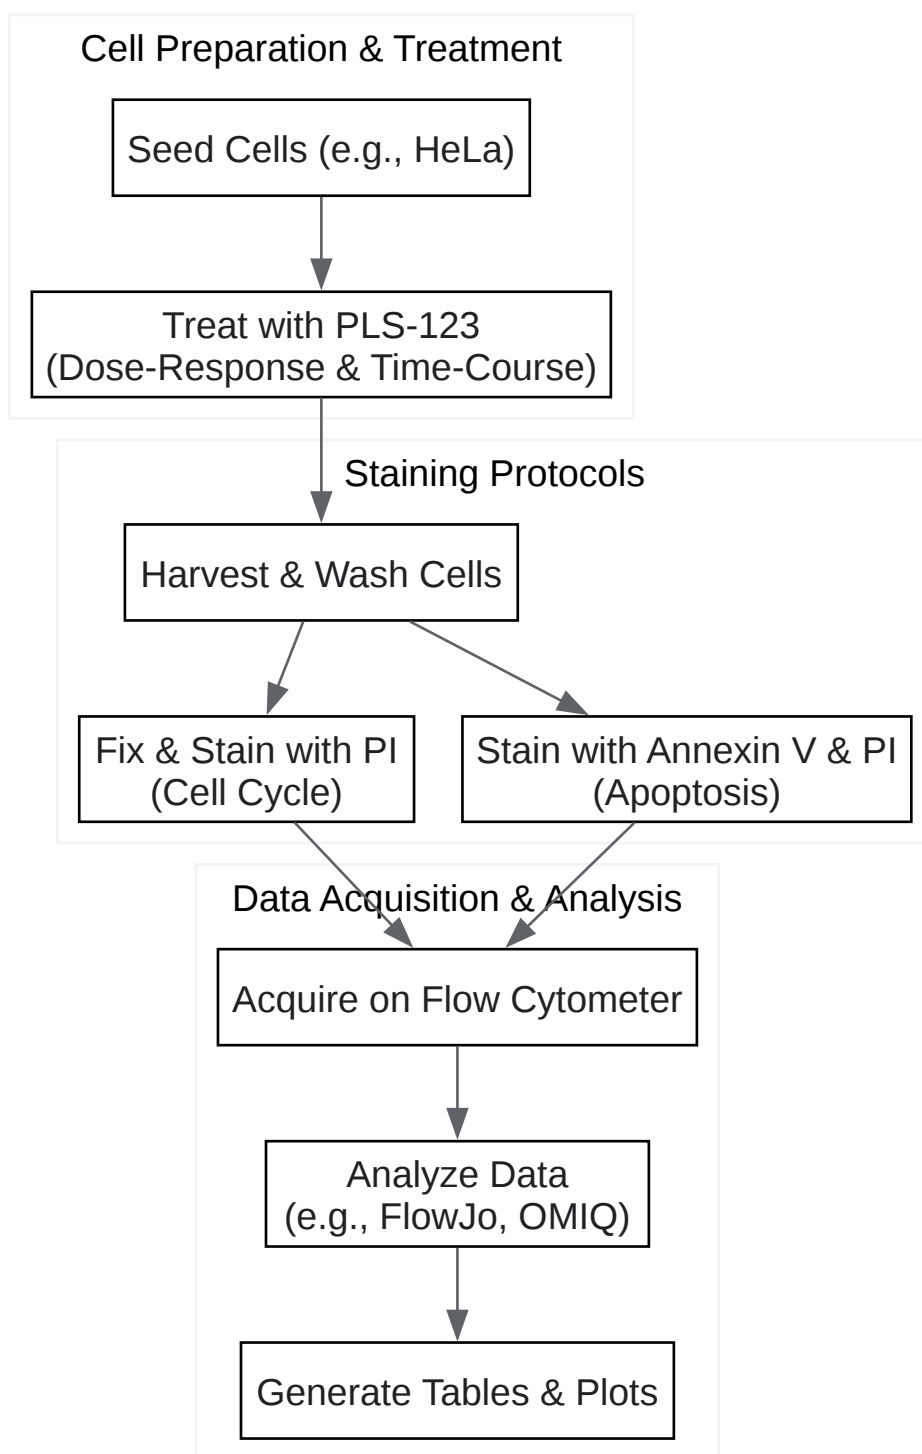 Cell Preparation & Treatment
Seed Cells (e.g., HeLa)
Treat with PLS-123
(Dose-Response & Time-Course)
Staining Protocols
Harvest & Wash Cells
Fix & Stain with PI
(Cell Cycle)
Stain with Annexin V & PI
(Apoptosis)
Data Acquisition & Analysis
Acquire on Flow Cytometer
Analyze Data
(e.g., FlowJo, OMIQ)
Generate Tables & Plots